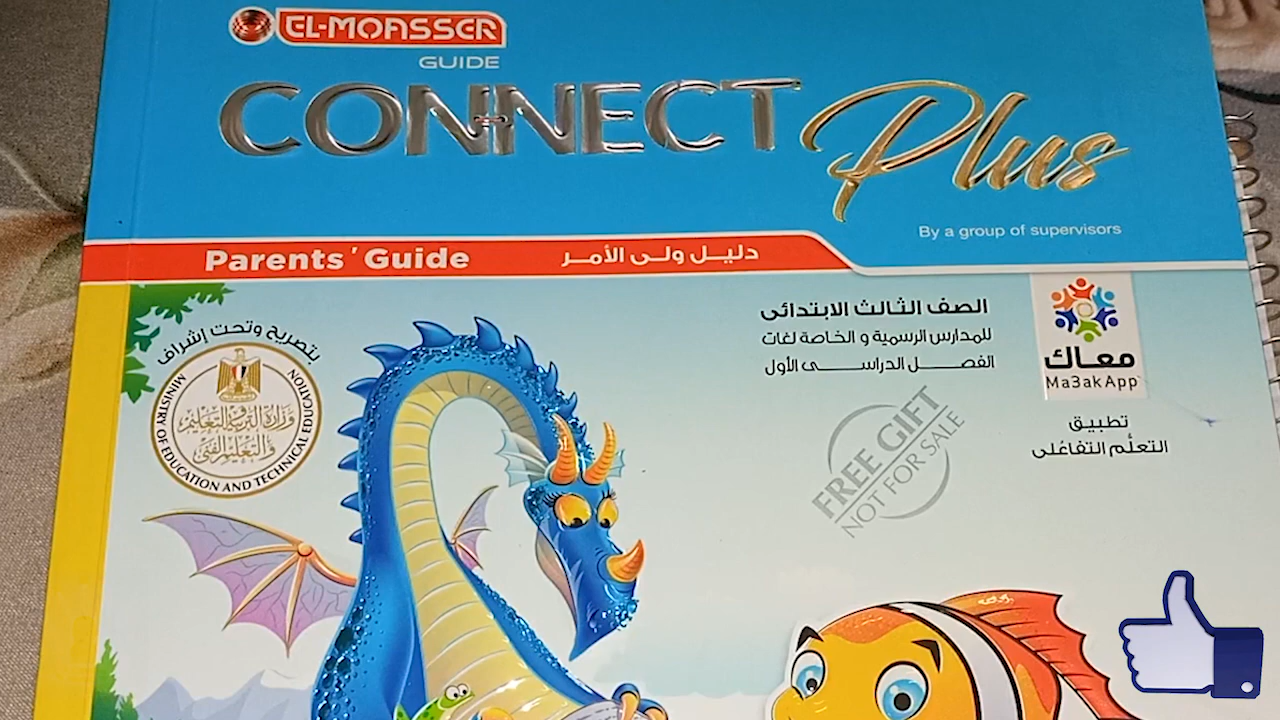 EL-MOASSER
GUIDE
CONNECT Plus
By a group of supervisors
Parents' Guide
دليل ولى الأمر
الصف الثالث الابتدائى
للمدارس الرسمية و الخاصة لغات
الفصل الدراسى الأول
معاك
Ma3akApp
تطبيق
التعلم التفاعلى
بتصريح وتحت إشراف
وزارة التربية والتعليم
والتعليم الفنى
MINISTRY OF EDUCATION AND TECHNICAL EDUCATION
FREE GIFT
NOT FOR SALE